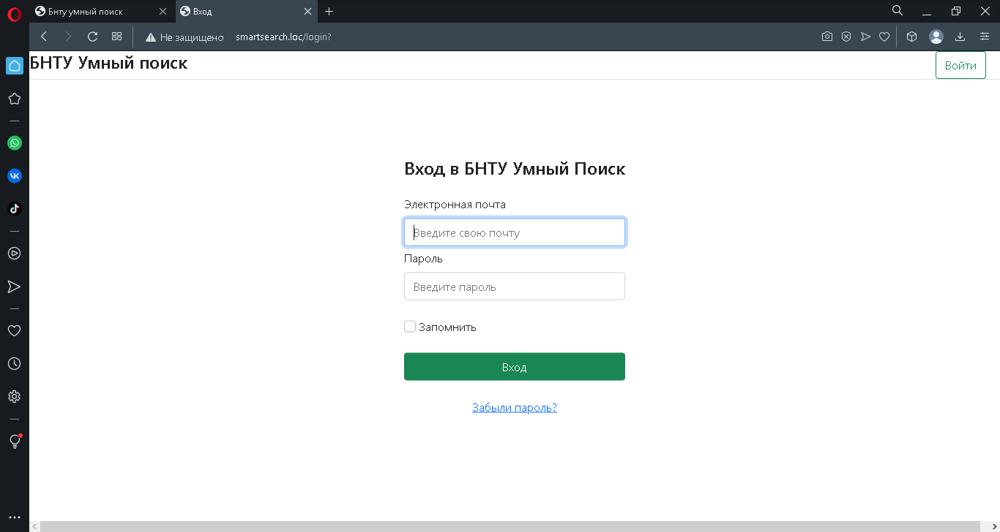 Бнту умный поиск
Вход
Не защищено smartsearch.loc/login?
БНТУ Умный поиск
Войти
Вход в БНТУ Умный Поиск
Электронная почта
Введите свою почту
Пароль
Введите пароль
Запомнить
Вход
Забыли пароль?